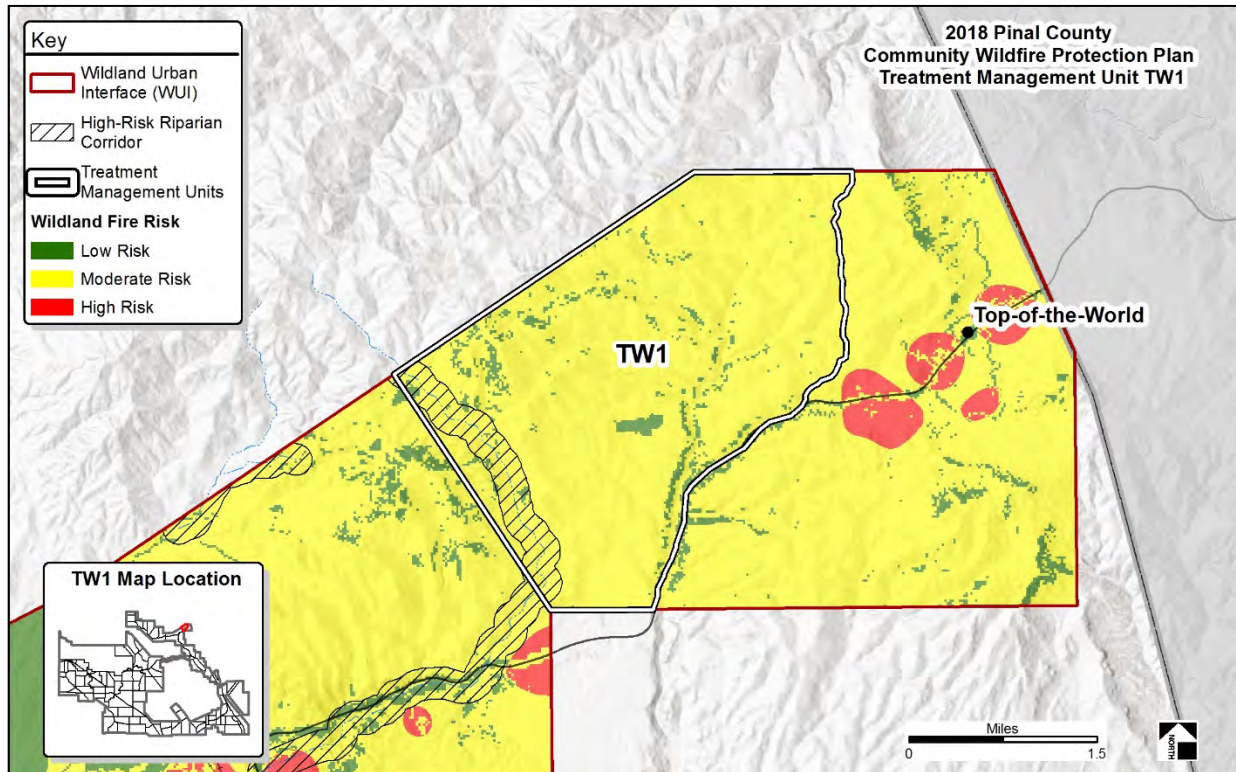 2018 Pinal County
Community Wildfire Protection Plan
Treatment Management Unit TW1
Key
Wildland Urban
Interface (WUI)
High-Risk Riparian
Corridor
Treatment
Management Units
Wildland Fire Risk
Low Risk
Moderate Risk
High Risk
Top-of-the-World
TW1
TW1 Map Location
Miles
0
1.5
NORTH